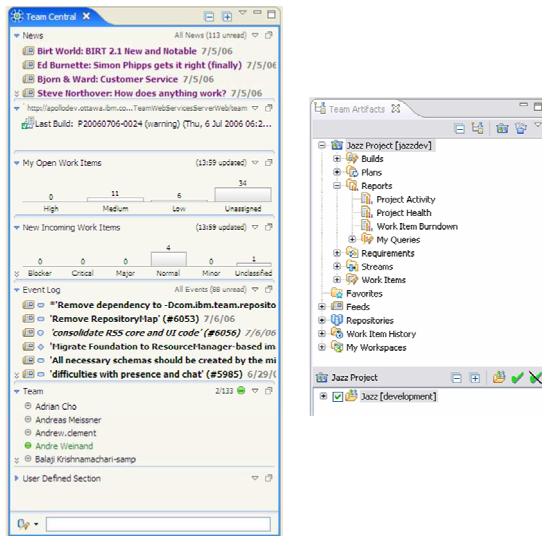 Team Central
News
All News (113 unread)
Birt World: BIRT 2.1 New and Notable 7/5/06
Ed Burnette: Simon Phipps gets it right (finally) 7/5/06
Bjorn & Ward: Customer Service 7/5/06
Steve Northover: How does anything work? 7/5/06
http://apollodev.ottawa.ibm.co...TeamWebServicesServerWeb/team
Last Build: P20060706-0024 (warning) (Thu, 6 Jul 2006 06:2...
My Open Work Items
(13:59 updated)
0 11 6 34
High Medium Low Unassigned
New Incoming Work Items
(13:59 updated)
0 0 0 4 0 1
Blocker Critical Major Normal Minor Unclassified
Event Log
All Events (88 unread)
*'Remove dependency to -Dcom.ibm.team.reposito
'Remove RepositoryMap' (#6053) 7/6/06
'consolidate RSS core and UI code' (#6056) 7/6/06
'Migrate Foundation to ResourceManager-based im
'All necessary schemas should be created by the mi
'difficulties with presence and chat' (#5985) 6/29/0
Team
2/133
Adrian Cho
Andreas Meissner
Andrew.clement
Andre Weinand
Balaji Krishnamachari-samp
User Defined Section
Team Artifacts
Jazz Project [jazzdev]
Builds
Plans
Reports
Project Activity
Project Health
Work Item Burndown
My Queries
Requirements
Streams
Work Items
Favorites
Feeds
Repositories
Work Item History
My Workspaces
Jazz Project
Jazz [development]